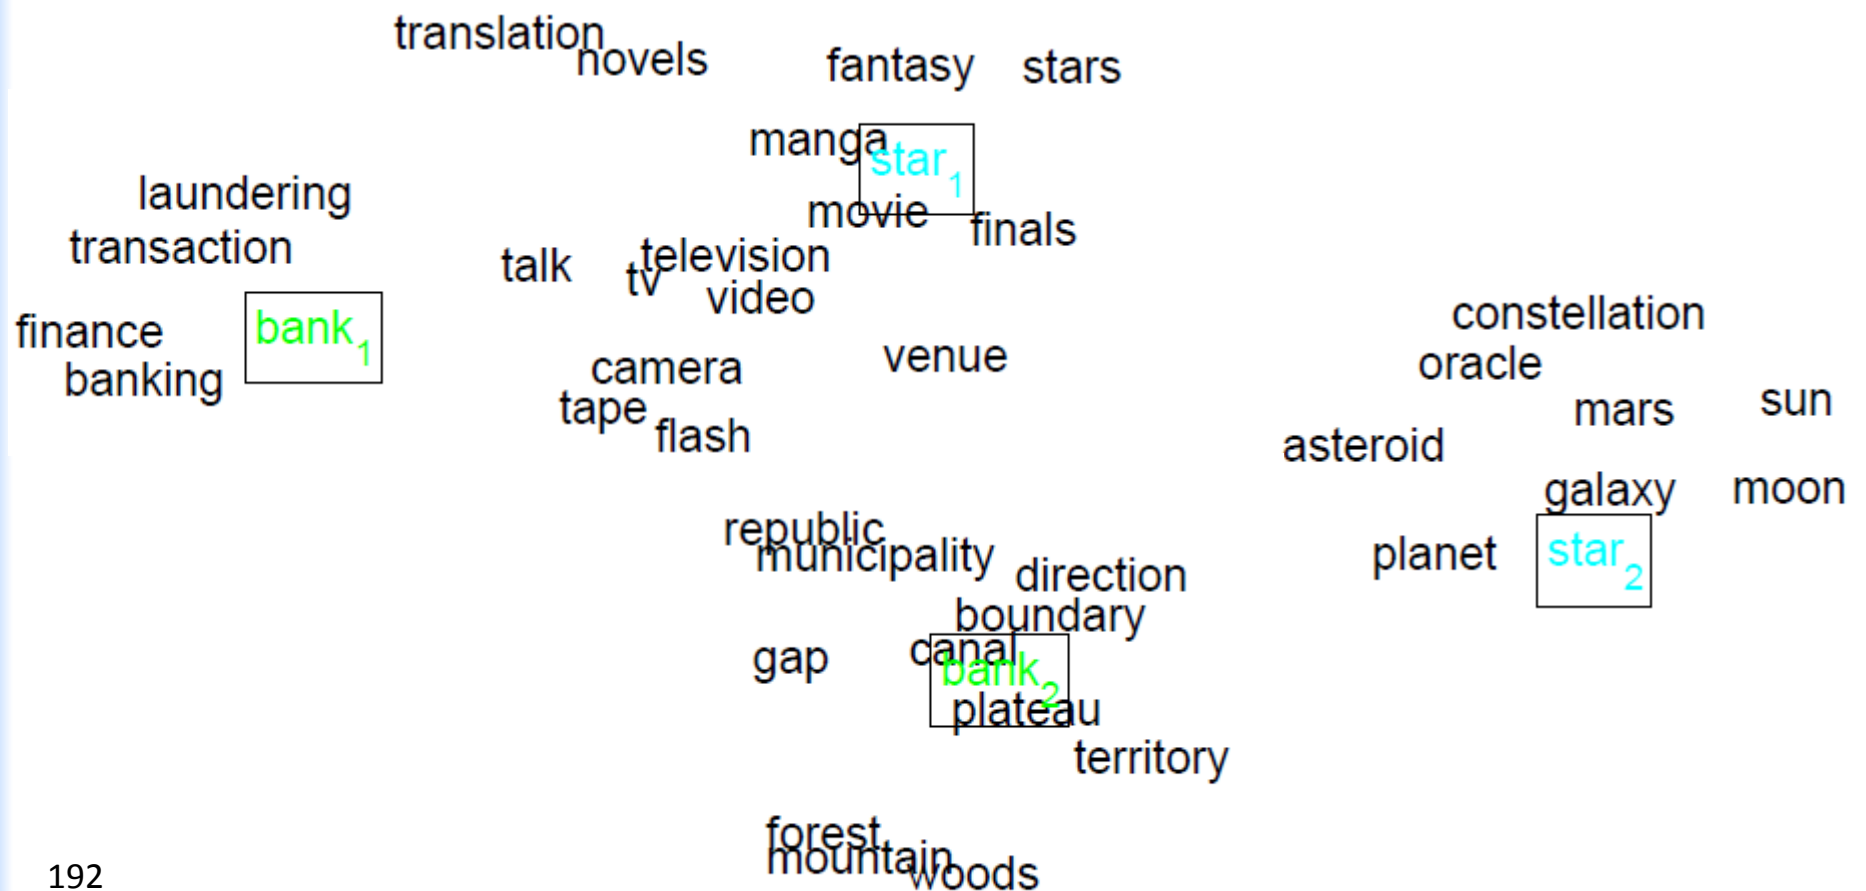 translation
novels
fantasy stars
manga
star1
laundering
movie
finals
transaction
talk tv television
video
constellation
finance
bank1
banking
camera
venue
oracle
tape
flash
mars sun
asteroid
galaxy moon
republic
municipality
direction
planet
star2
boundary
gap
canal
bank2
plateau
territory
forest
mountain
woods
192